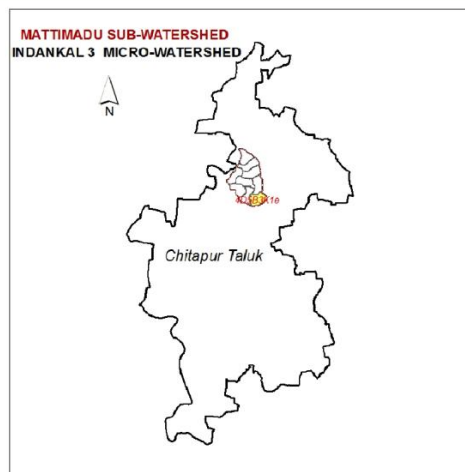 MATTIMADU SUB-WATERSHED
INDANKAL 3 MICRO-WATERSHED
N
Chitapur Taluk